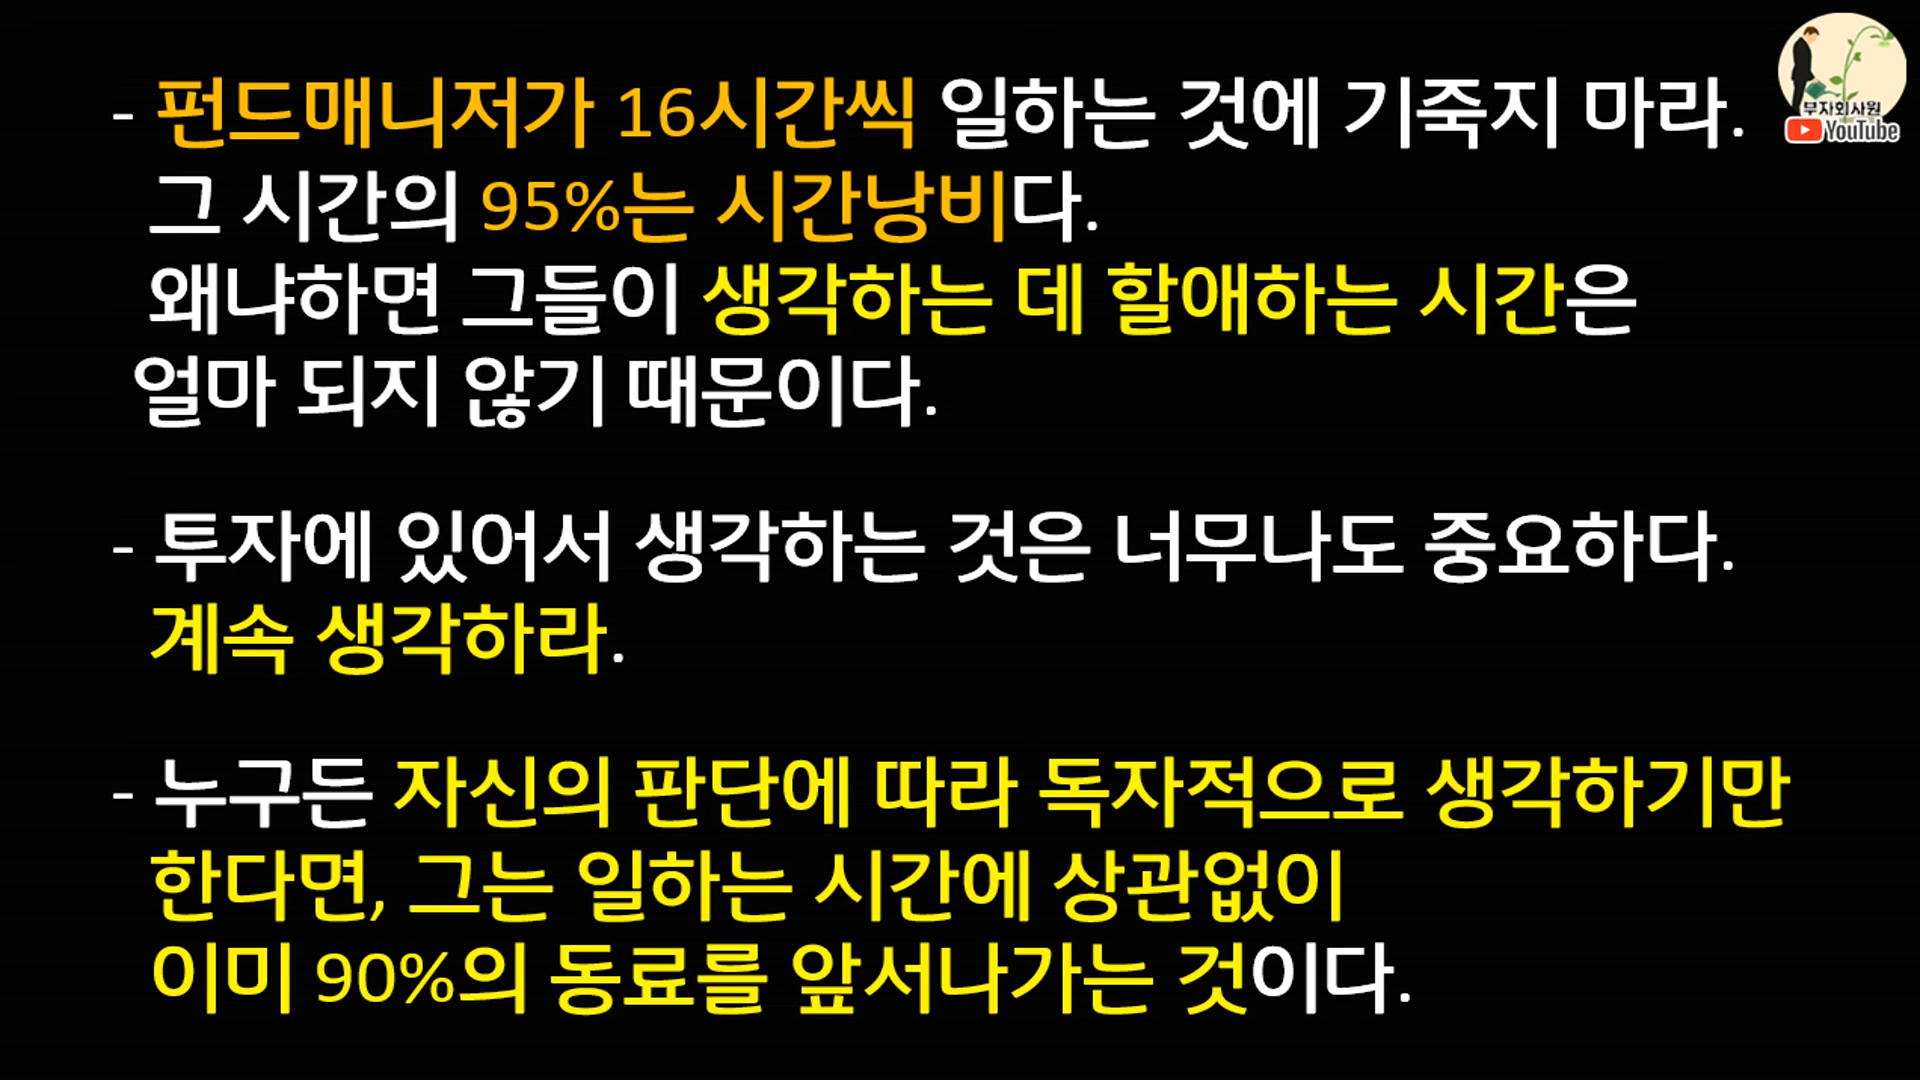 - 펀드매니저가 16시간씩 일하는 것에 기죽지 마라.
그 시간의 95%는 시간낭비다.
왜냐하면 그들이 생각하는 데 할애하는 시간은
얼마 되지 않기 때문이다.
- 투자에 있어서 생각하는 것은 너무나도 중요하다.
계속 생각하라.
- 누구든 자신의 판단에 따라 독자적으로 생각하기만
한다면, 그는 일하는 시간에 상관없이
이미 90%의 동료를 앞서나가는 것이다.
부자회사원
YouTube